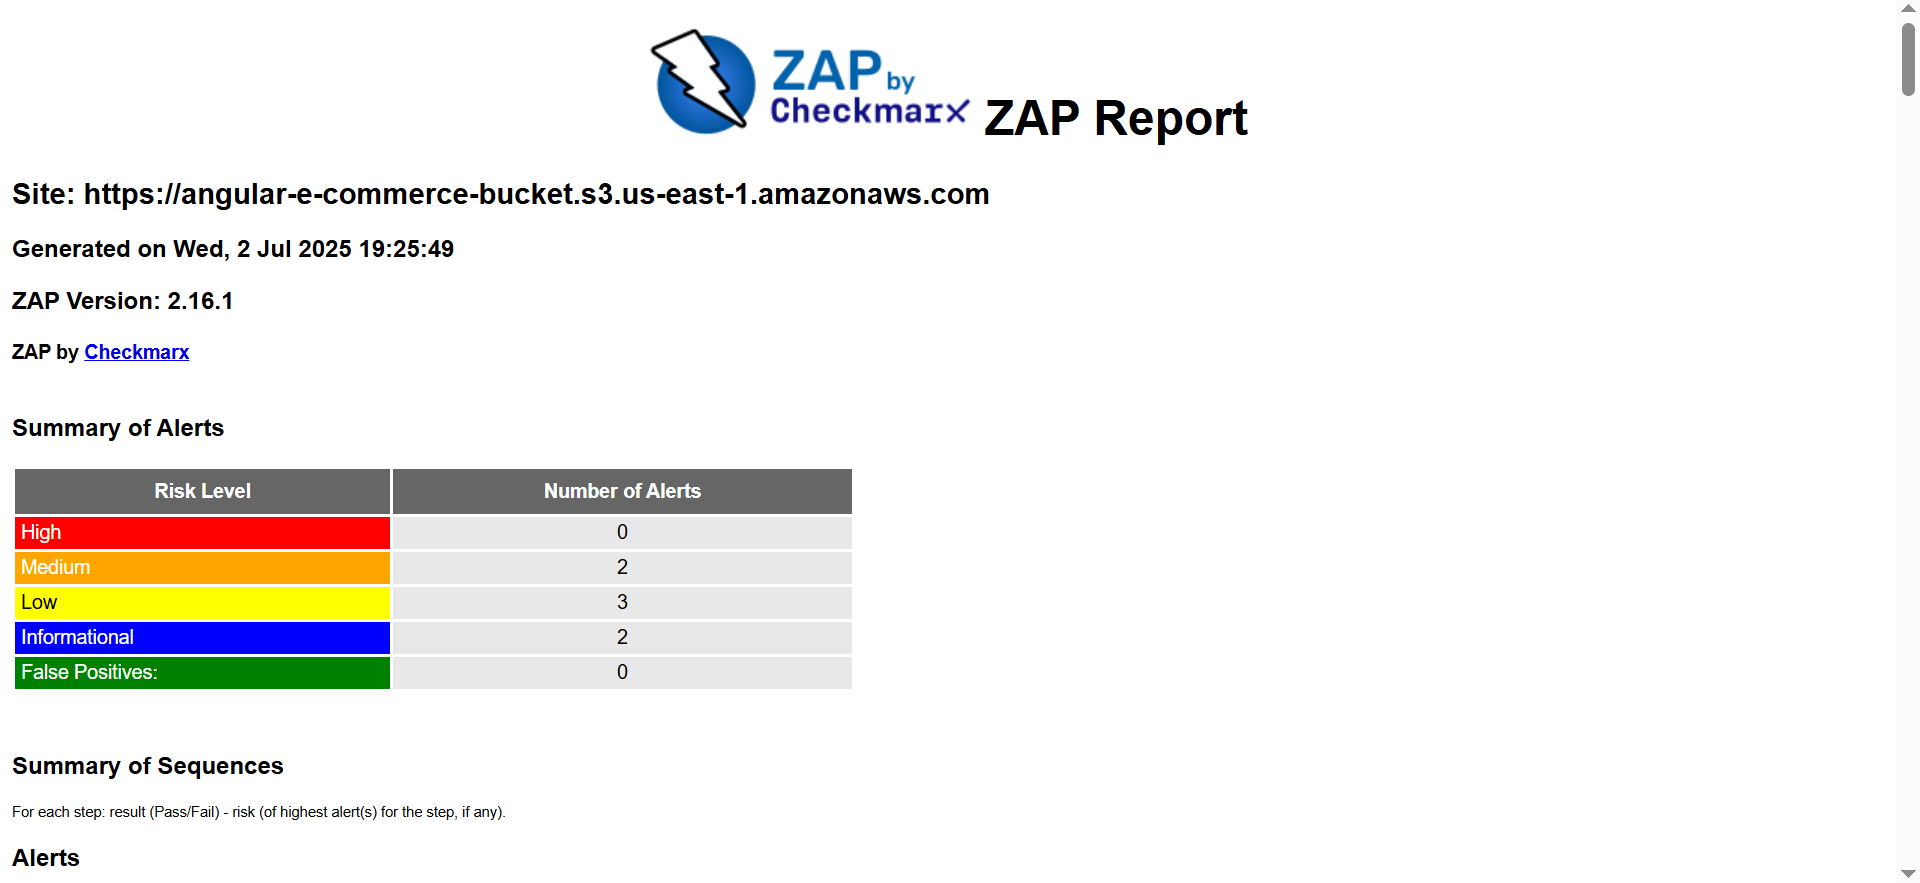 ZAP by
Checkmarx ZAP Report
Site: https://angular-e-commerce-bucket.s3.us-east-1.amazonaws.com
Generated on Wed, 2 Jul 2025 19:25:49
ZAP Version: 2.16.1
ZAP by Checkmarx
Summary of Alerts
Risk Level Number of Alerts
High 0
Medium 2
Low 3
Informational 2
False Positives: 0
Summary of Sequences
For each step: result (Pass/Fail) - risk (of highest alert(s) for the step, if any).
Alerts